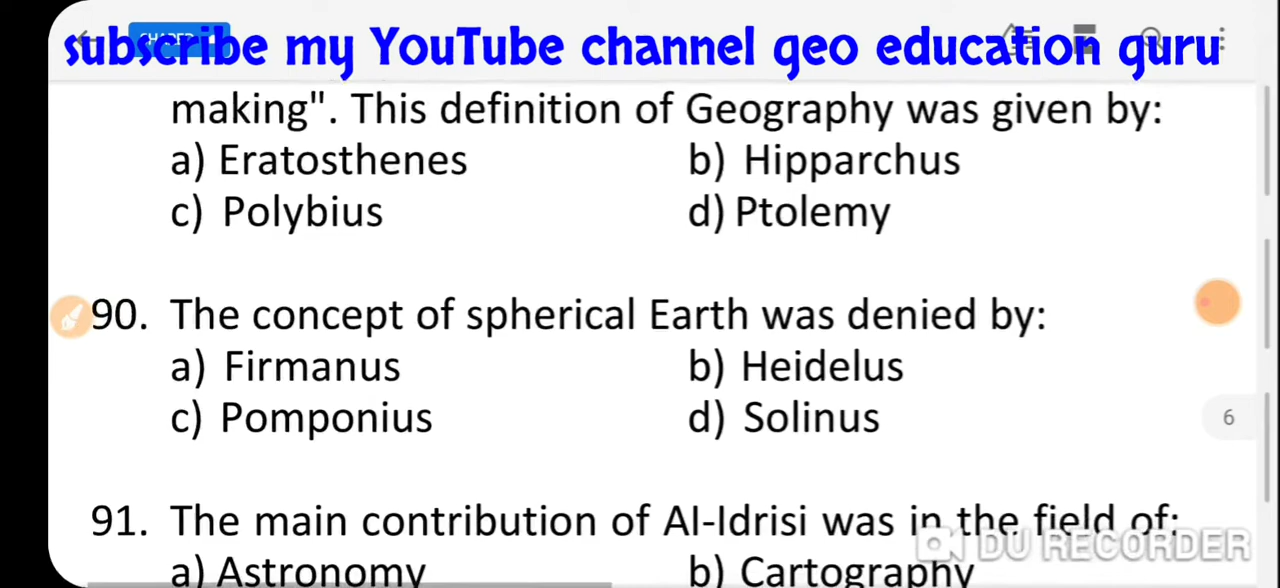 subscribe my YouTube channel geo education guru
making". This definition of Geography was given by:
a) Eratosthenes b) Hipparchus
c) Polybius d) Ptolemy
90. The concept of spherical Earth was denied by:
a) Firmanus b) Heidelus
c) Pomponius d) Solinus
6
91. The main contribution of Al-Idrisi was in the field of:
DU RECORDER
a) Astronomy b) Cartography